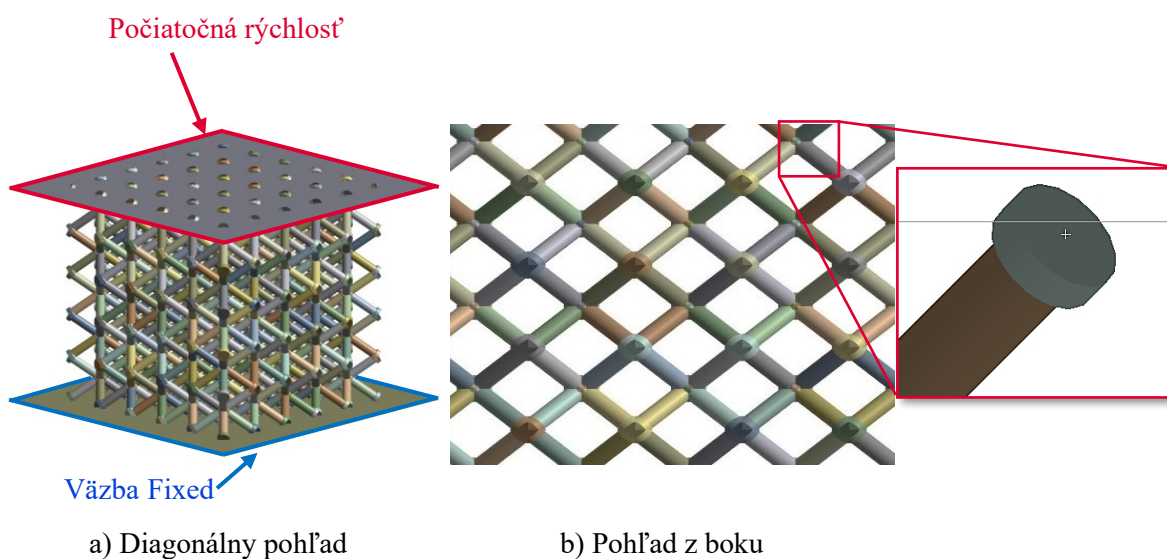 Počiatočná rýchlosť
Väzba Fixed
a) Diagonálny pohľad
b) Pohľad z boku